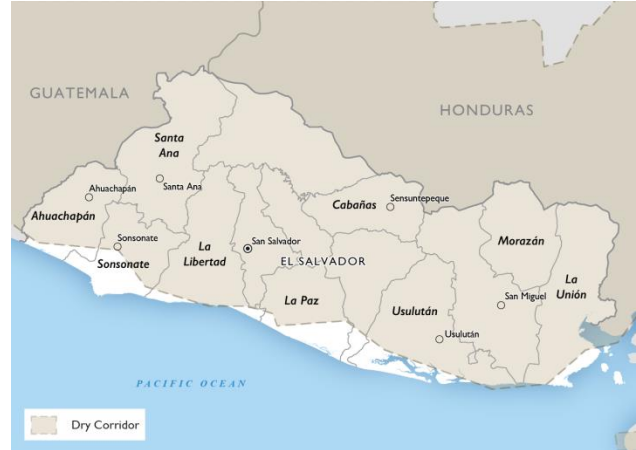 GUATEMALA
HONDURAS
Santa
Ana
Ahuachapán
Santa Ana
Ahuachapán
Cabañas
Sensuntepeque
Sonsonate
Sonsonate
La
Libertad
San Salvador
EL SALVADOR
Morazán
La
Unión
La Paz
Usulután
San Miguel
Usulután
PACIFIC OCEAN
Dry Corridor